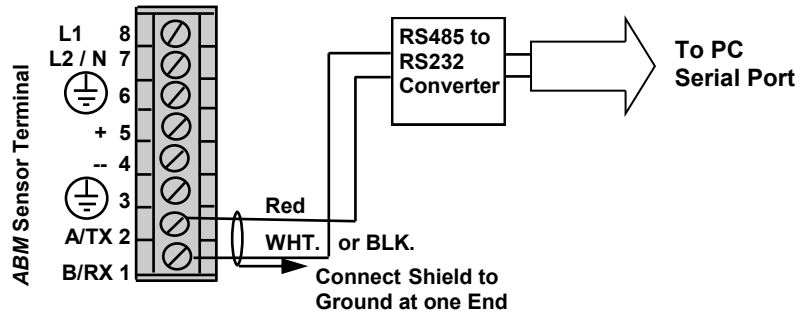 ABM Sensor Terminal
L1 8
L2 / N 7
6
+ 5
-- 4
3
A/TX 2
B/RX 1
Red
WHT. or BLK.
Connect Shield to
Ground at one End
RS485 to
RS232
Converter
To PC
Serial Port